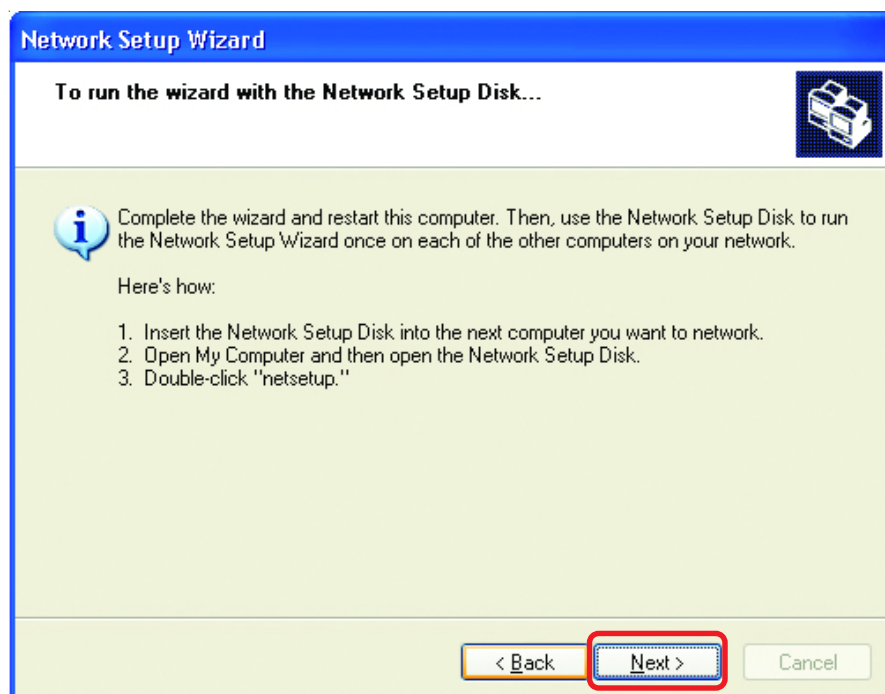 Network Setup Wizard
To run the wizard with the Network Setup Disk...
Complete the wizard and restart this computer. Then, use the Network Setup Disk to run
the Network Setup Wizard once on each of the other computers on your network.
Here's how:
1. Insert the Network Setup Disk into the next computer you want to network.
2. Open My Computer and then open the Network Setup Disk.
3. Double-click "netsetup."
< Back Next > Cancel